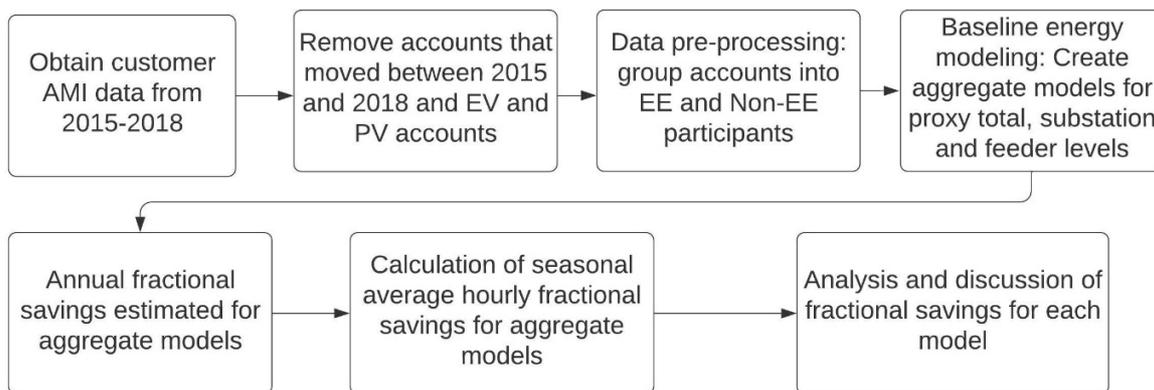 Obtain customer
AMI data from
2015-2018
Remove accounts that
moved between 2015
and 2018 and EV and
PV accounts
Data pre-processing:
group accounts into
EE and Non-EE
participants
Baseline energy
modeling: Create
aggregate models for
proxy total, substation
and feeder levels
Annual fractional
savings estimated for
aggregate models
Calculation of seasonal
average hourly fractional
savings for aggregate
models
Analysis and discussion of
fractional savings for each
model